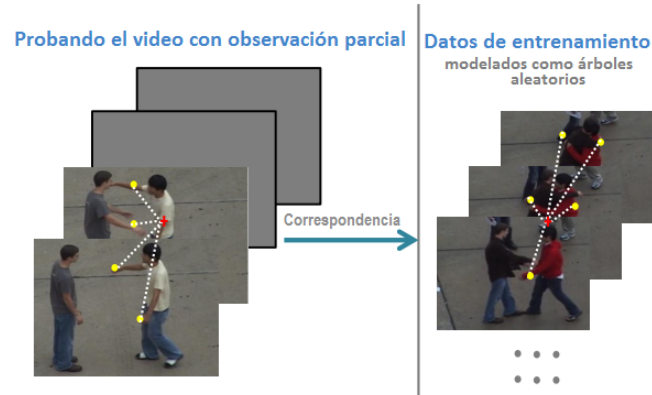 Probando el video con observación parcial
Datos de entrenamiento
modelados como árboles
aleatorios
Correspondencia